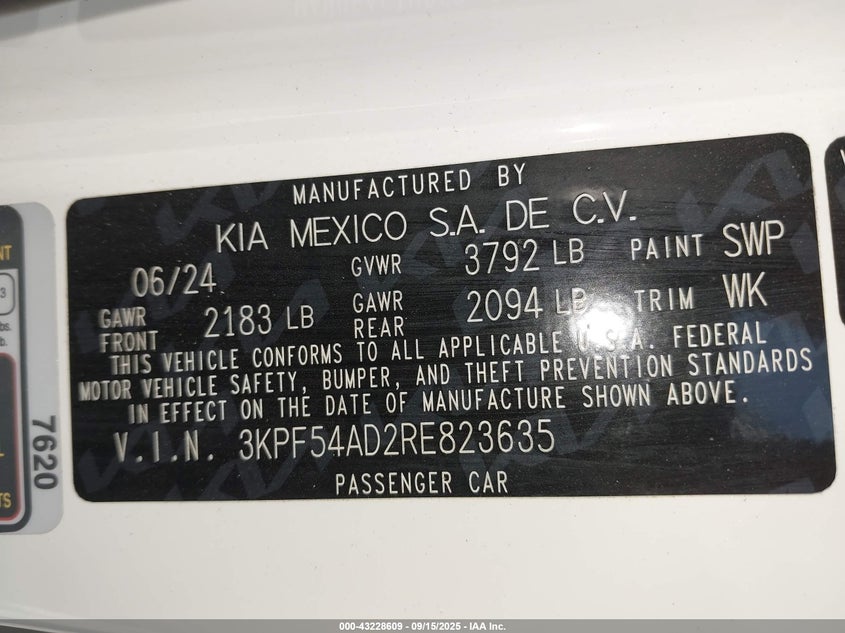 MANUFACTURED BY
KIA MEXICO S.A. DE C.V.
06/24 GVWR 3792 LB PAINT SWP
GAWR FRONT 2183 LB GAWR REAR 2094 LB TRIM WK
THIS VEHICLE CONFORMS TO ALL APPLICABLE U.S.A. FEDERAL
MOTOR VEHICLE SAFETY, BUMPER, AND THEFT PREVENTION STANDARDS
IN EFFECT ON THE DATE OF MANUFACTURE SHOWN ABOVE.
V.I.N. 3KPF54AD2RE823635
PASSENGER CAR
7620
000-43228609 - 09/15/2025 - IAA Inc.